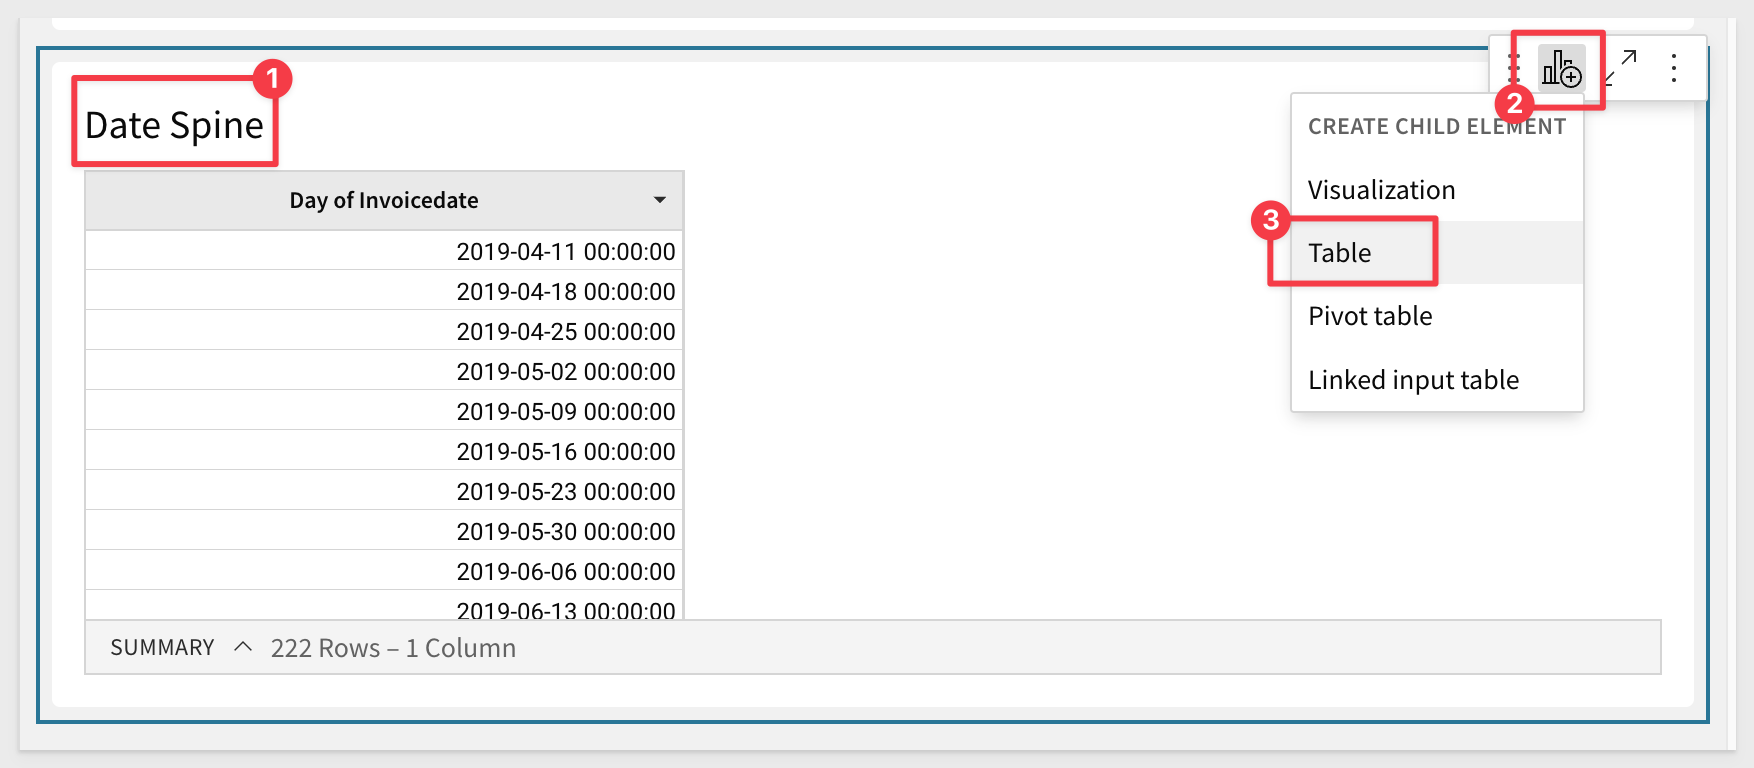 1
Date Spine
2
CREATE CHILD ELEMENT
Visualization
3
Table
Pivot table
Linked input table
Day of Invoicedate
2019-04-11 00:00:00
2019-04-18 00:00:00
2019-04-25 00:00:00
2019-05-02 00:00:00
2019-05-09 00:00:00
2019-05-16 00:00:00
2019-05-23 00:00:00
2019-05-30 00:00:00
2019-06-06 00:00:00
2019-06-13 00:00:00
SUMMARY 222 Rows – 1 Column